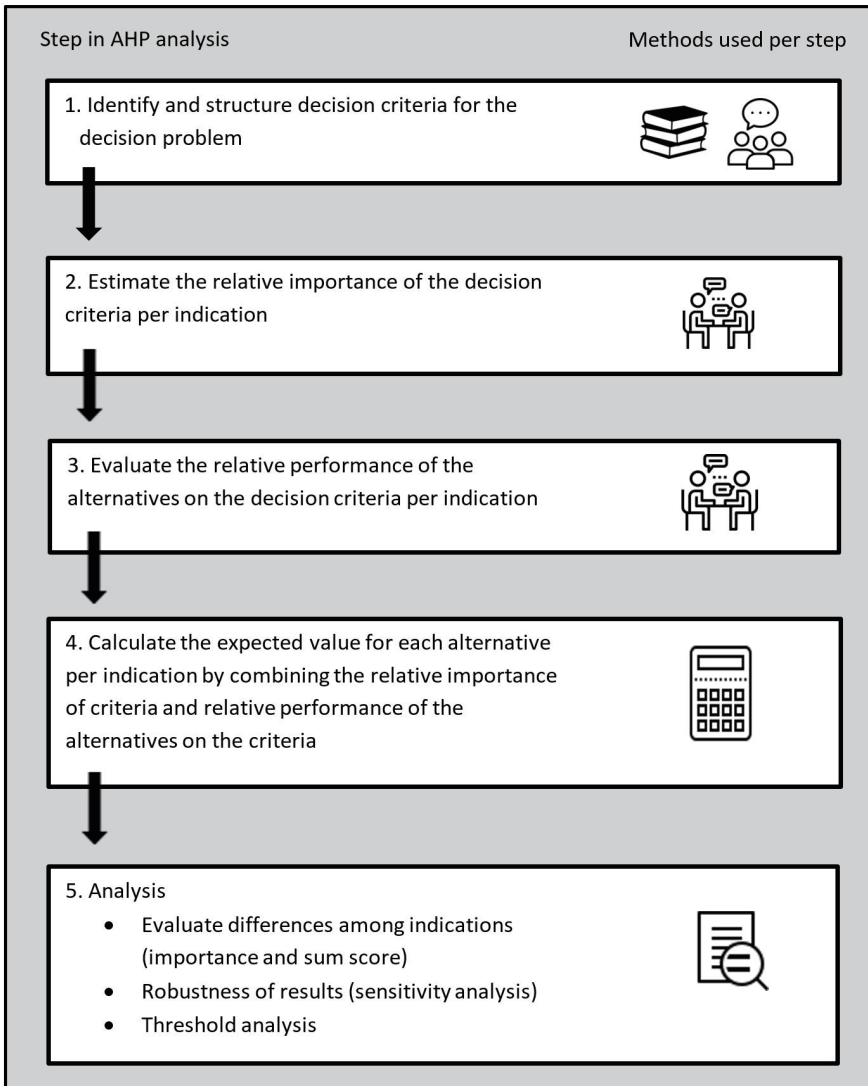 Step in AHP analysis
Methods used per step
1. Identify and structure decision criteria for the
decision problem
2. Estimate the relative importance of the decision
criteria per indication
3. Evaluate the relative performance of the
alternatives on the decision criteria per indication
4. Calculate the expected value for each alternative
per indication by combining the relative importance
of criteria and relative performance of the
alternatives on the criteria
5. Analysis
• Evaluate differences among indications
(importance and sum score)
• Robustness of results (sensitivity analysis)
• Threshold analysis